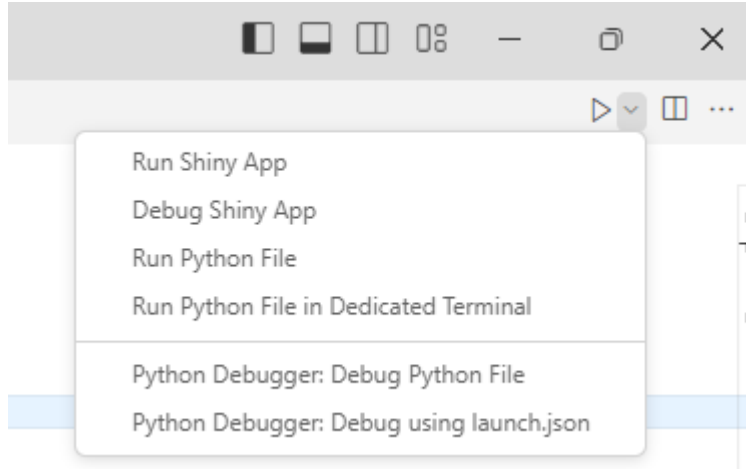 Run Shiny App
Debug Shiny App
Run Python File
Run Python File in Dedicated Terminal
Python Debugger: Debug Python File
Python Debugger: Debug using launch.json